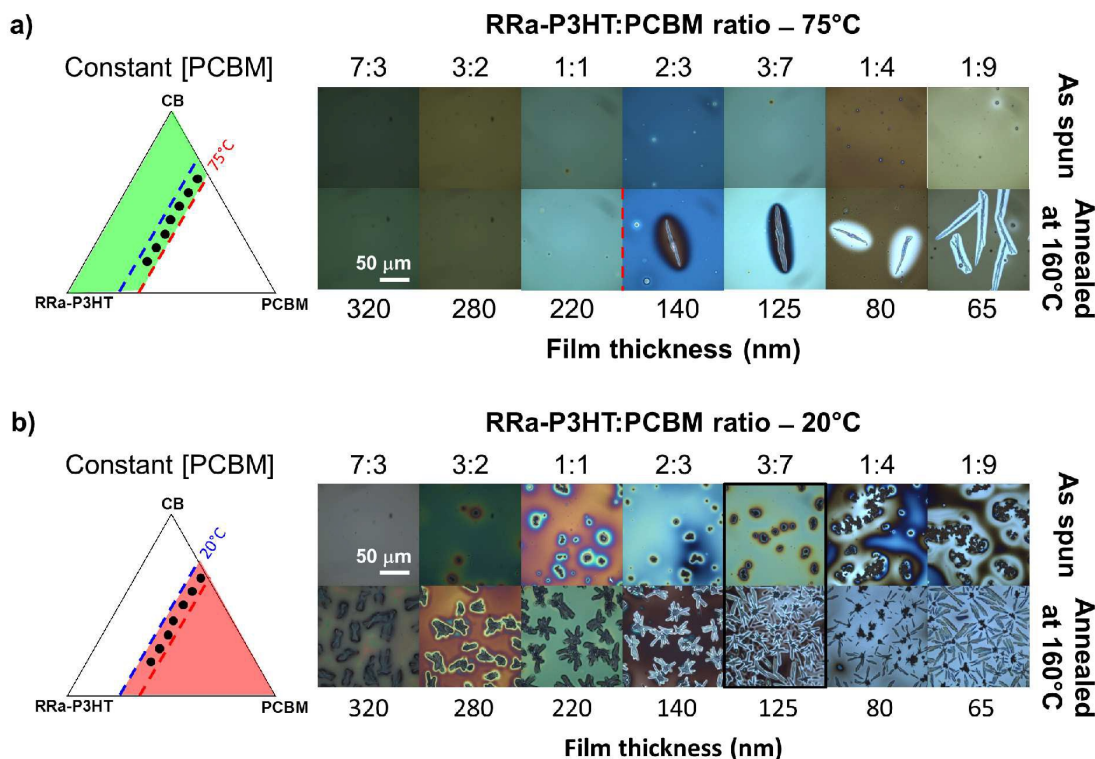 a)
RRa-P3HT:PCBM ratio – 75°C
Constant [PCBM]
7:3 3:2 1:1 2:3 3:7 1:4 1:9
CB
75°C
As spun
Annealed
at 160°C
50 μm
RRa-P3HT
PCBM
320 280 220 140 125 80 65
Film thickness (nm)
b)
RRa-P3HT:PCBM ratio – 20°C
Constant [PCBM]
7:3 3:2 1:1 2:3 3:7 1:4 1:9
CB
20°C
As spun
50 μm
Annealed
at 160°C
RRa-P3HT
PCBM
320 280 220 140 125 80 65
Film thickness (nm)